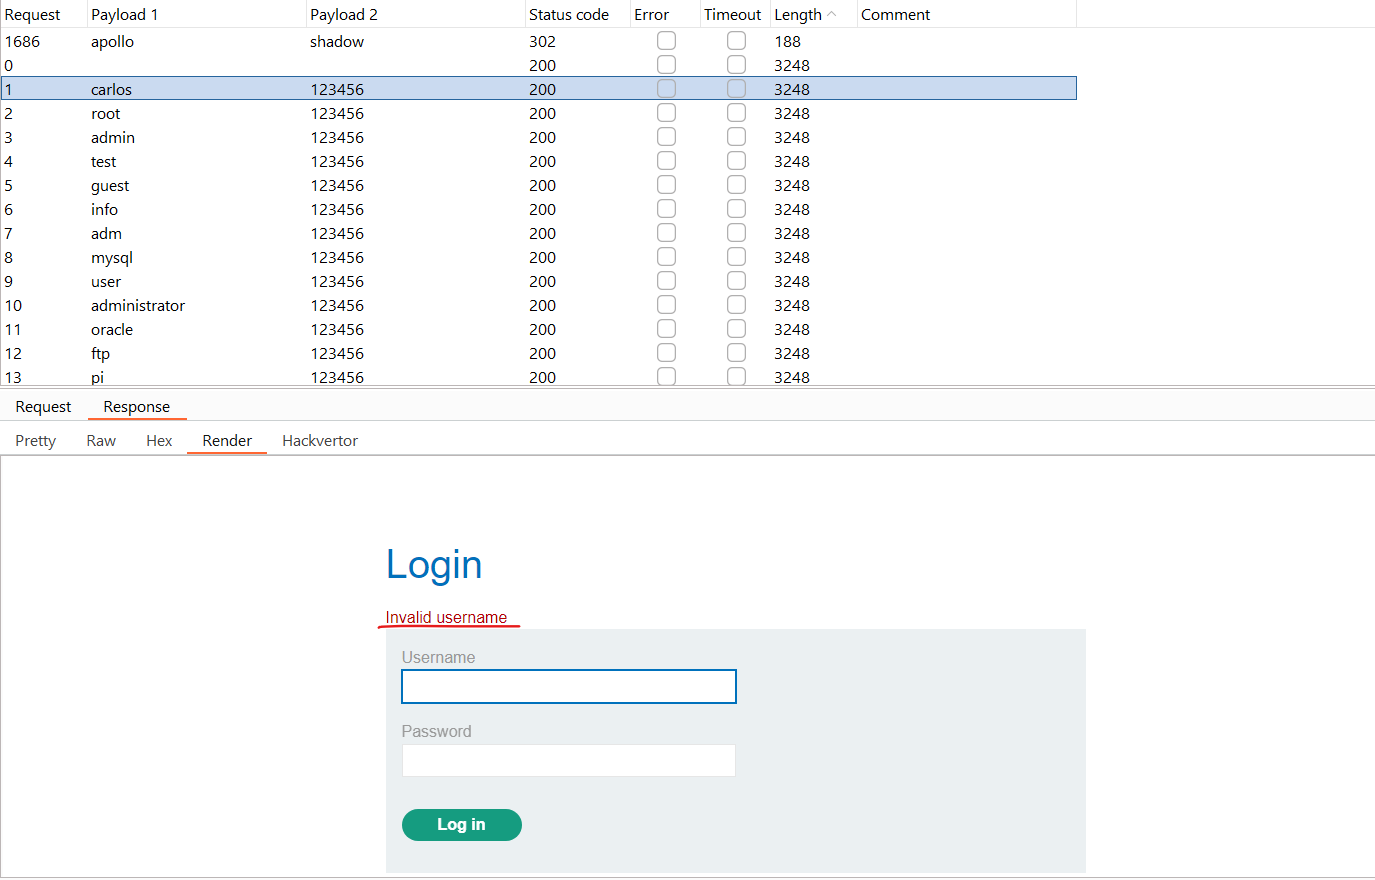 Request Payload 1 Payload 2 Status code Error Timeout Length Comment
1686 apollo shadow 302 188
0 200 3248
1 carlos 123456 200 3248
2 root 123456 200 3248
3 admin 123456 200 3248
4 test 123456 200 3248
5 guest 123456 200 3248
6 info 123456 200 3248
7 adm 123456 200 3248
8 mysql 123456 200 3248
9 user 123456 200 3248
10 administrator 123456 200 3248
11 oracle 123456 200 3248
12 ftp 123456 200 3248
13 pi 123456 200 3248
Request Response
Pretty Raw Hex Render Hackvertor
Login
Invalid username
Username
Password
Log in